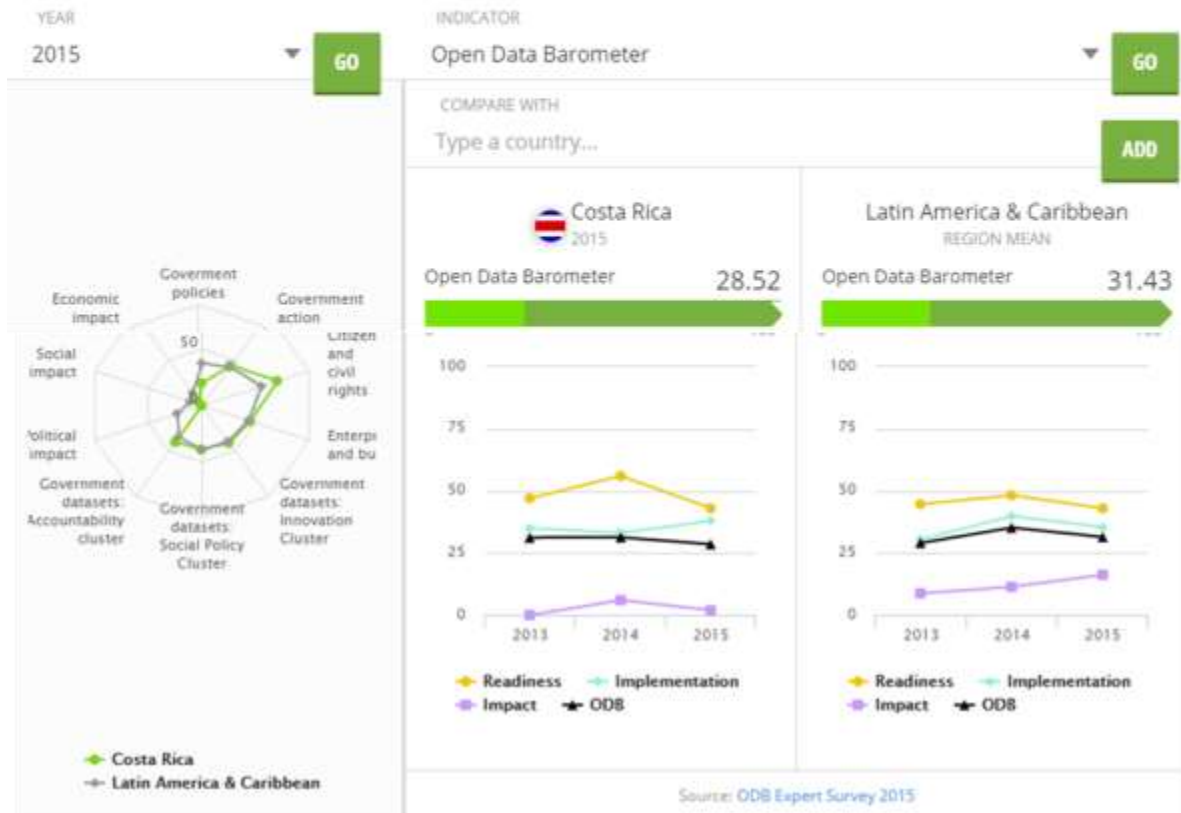 YEAR
2015
GO
INDICATOR
Open Data Barometer
GO
COMPARE WITH
Type a country...
ADD
Goverment
policies
Government
action
Citizen
and
civil
rights
Enterpr
and bu
Government
datasets:
Innovation
Cluster
Government
datasets:
Social Policy
Cluster
Government
datasets:
Accountability
cluster
Political
impact
Social
impact
Economic
impact
50
Costa Rica
Latin America & Caribbean
Costa Rica
2015
Open Data Barometer 28.52
100
75
50
25
0
2013 2014 2015
Readiness Implementation
Impact ODB
Latin America & Caribbean
REGION MEAN
Open Data Barometer 31.43
100
75
50
25
0
2013 2014 2015
Readiness Implementation
Impact ODB
Source: ODB Expert Survey 2015